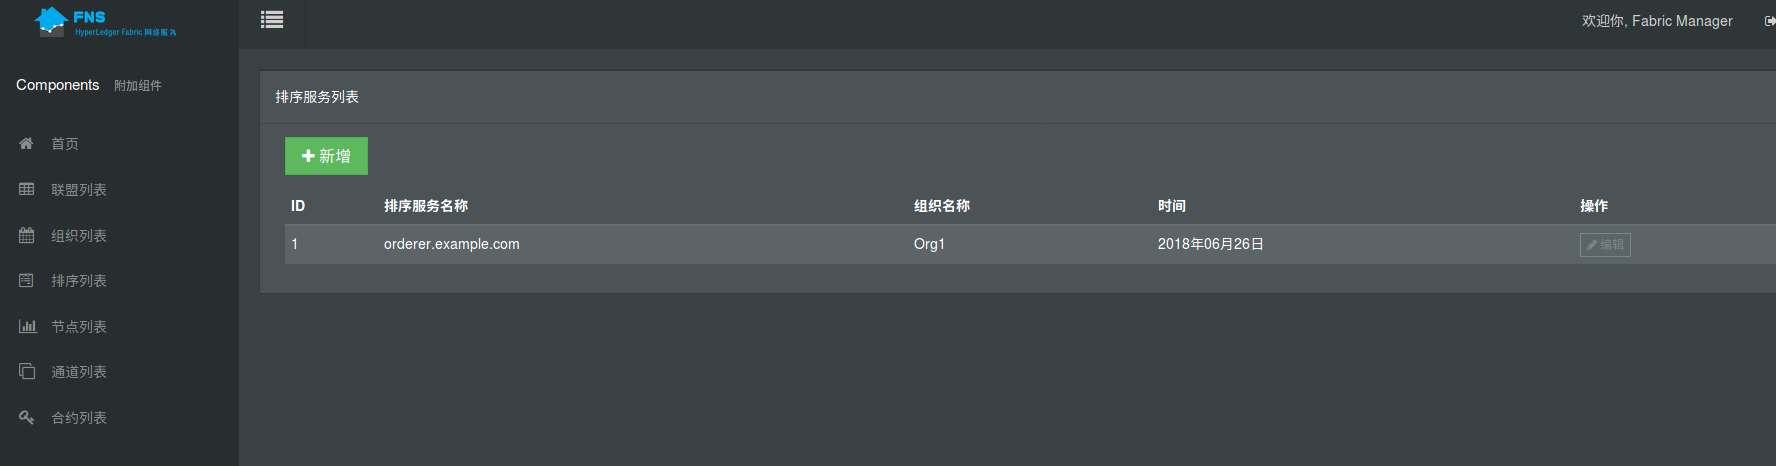 FNS
HyperLedger Fabric 网络服务
欢迎你, Fabric Manager
Components 附加组件
首页
联盟列表
组织列表
排序列表
节点列表
通道列表
合约列表
排序服务列表
新增
ID 排序服务名称 组织名称 时间 操作
1 orderer.example.com Org1 2018年06月26日 编辑